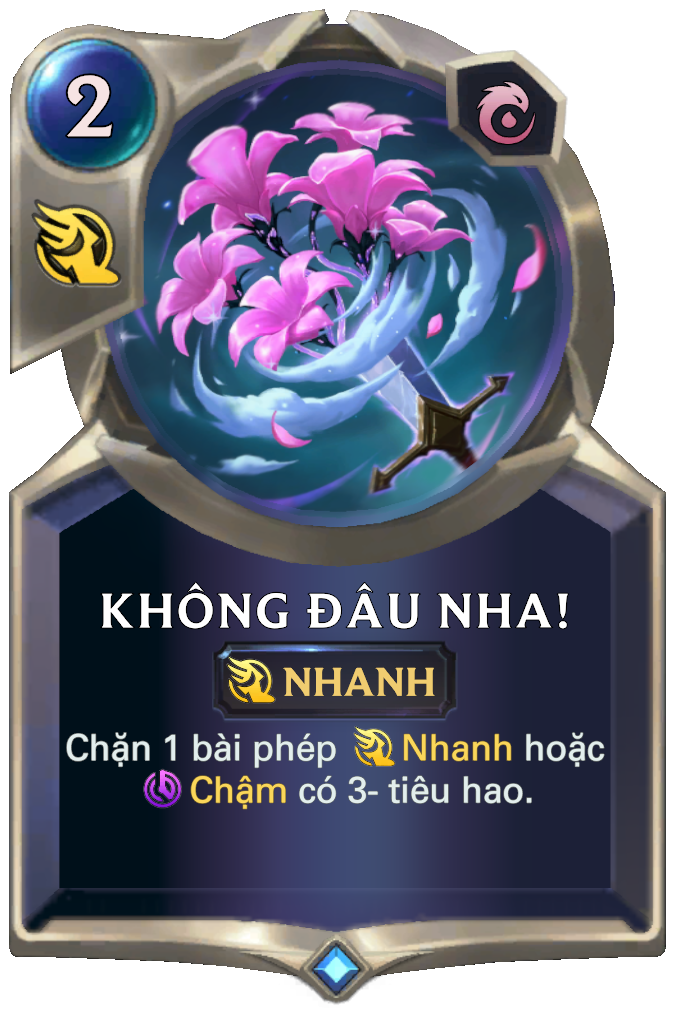 2
KHÔNG ĐÂU NHA!
NHANH
Chặn 1 bài phép Nhanh hoặc
Chậm có 3- tiêu hao.